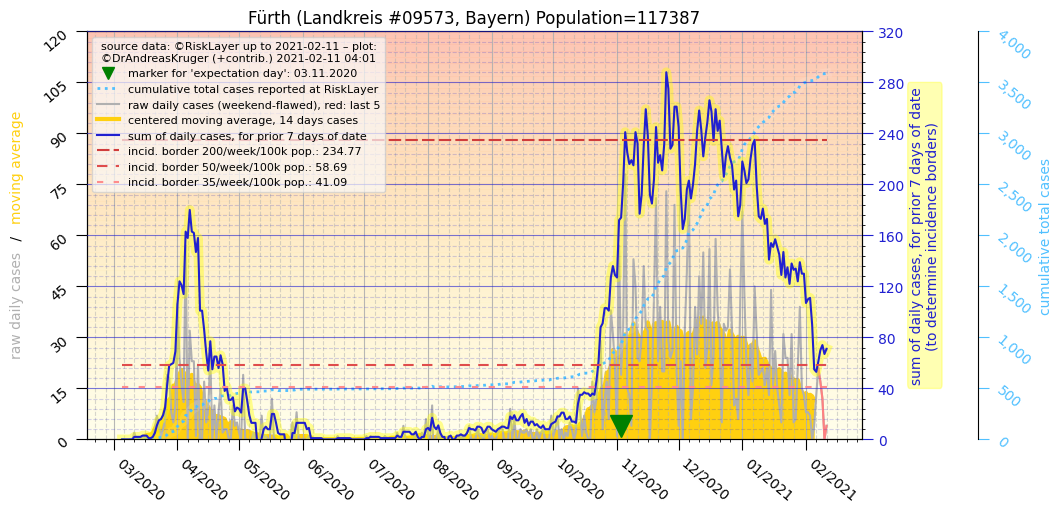 Fürth (Landkreis #09573, Bayern) Population=117387
source data: ©RiskLayer up to 2021-02-11 – plot:
©DrAndreasKruger (+contrib.) 2021-02-11 04:01
marker for 'expectation day': 03.11.2020
cumulative total cases reported at RiskLayer
raw daily cases (weekend-flawed), red: last 5
centered moving average, 14 days cases
sum of daily cases, for prior 7 days of date
incid. border 200/week/100k pop.: 234.77
incid. border 50/week/100k pop.: 58.69
incid. border 35/week/100k pop.: 41.09
raw daily cases / moving average
120
105
90
75
60
45
30
15
0
03/2020
04/2020
05/2020
06/2020
07/2020
08/2020
09/2020
10/2020
11/2020
12/2020
01/2021
02/2021
320
280
240
200
160
120
80
40
0
sum of daily cases, for prior 7 days of date
(to determine incidence borders)
4,000
3,500
3,000
2,500
2,000
1,500
1,000
500
0
cumulative total cases